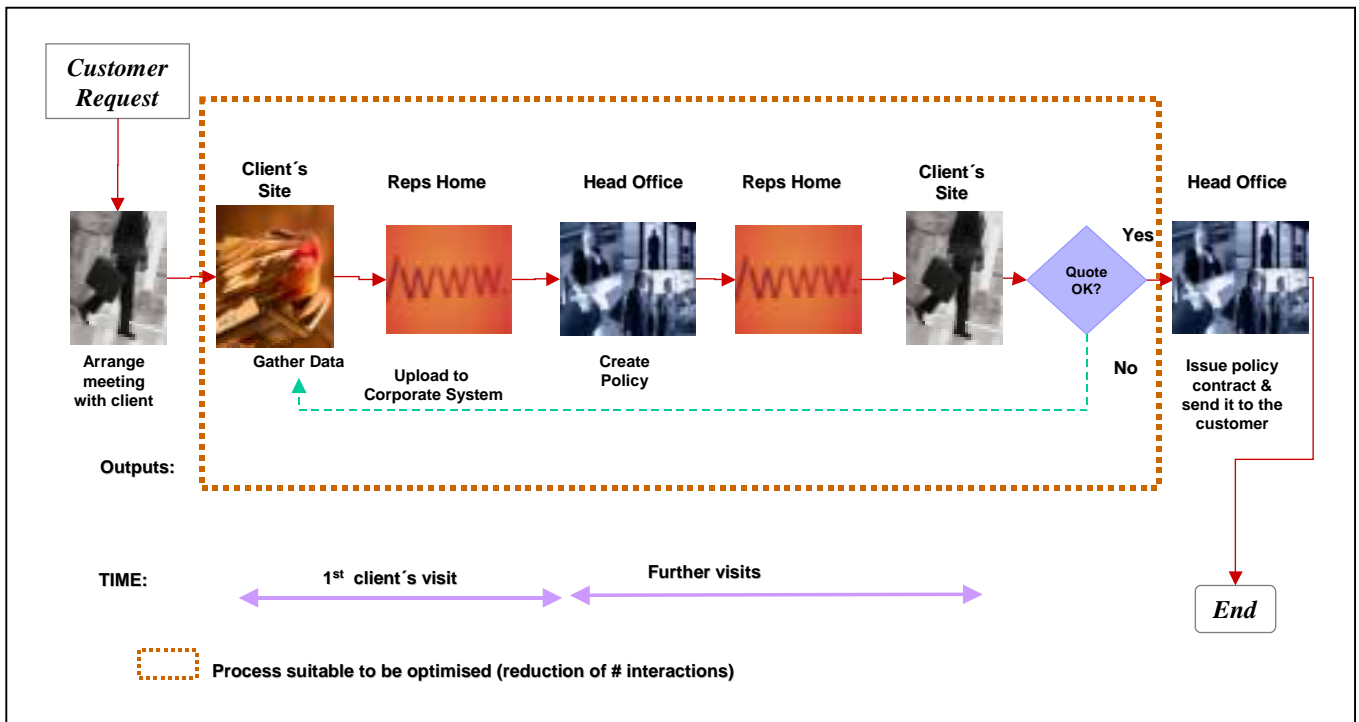 Customer
Request
Client´s
Site
Reps Home
Head Office
Reps Home
Client´s
Site
Head Office
/www.
/www.
Yes
Quote
OK?
No
Arrange
meeting
with client
Gather Data
Upload to
Corporate System
Create
Policy
Issue policy
contract &
send it to the
customer
Outputs:
TIME:
1st client´s visit
Further visits
End
Process suitable to be optimised (reduction of # interactions)